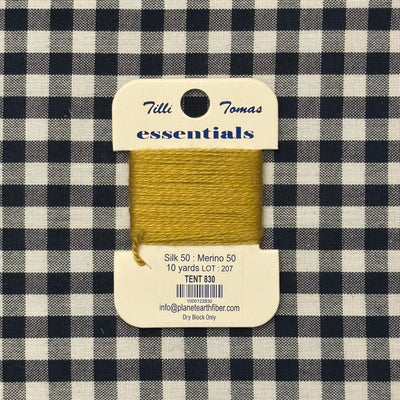 Tilli Tomas
essentials
Silk 50 : Merino 50
10 yards LOT : 207
TENT 830
1000122830
info@planetearthfiber.com
Dry Block Only